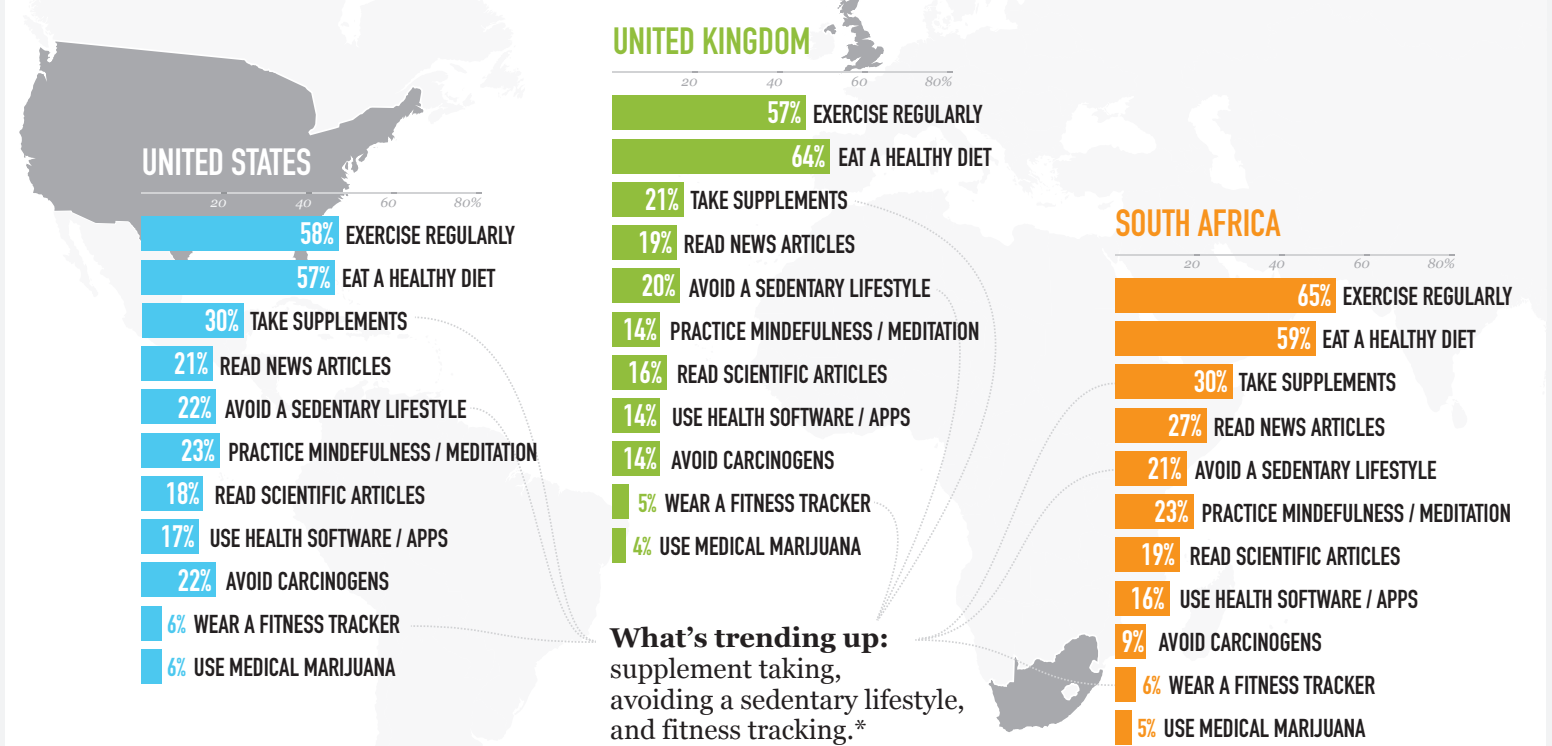 UNITED STATES
20 40 60 80%
58% EXERCISE REGULARLY
57% EAT A HEALTHY DIET
30% TAKE SUPPLEMENTS
21% READ NEWS ARTICLES
22% AVOID A SEDENTARY LIFESTYLE
23% PRACTICE MINDEFULNESS / MEDITATION
18% READ SCIENTIFIC ARTICLES
17% USE HEALTH SOFTWARE / APPS
22% AVOID CARCINOGENS
6% WEAR A FITNESS TRACKER
6% USE MEDICAL MARIJUANA
UNITED KINGDOM
20 40 60 80%
57% EXERCISE REGULARLY
64% EAT A HEALTHY DIET
21% TAKE SUPPLEMENTS
19% READ NEWS ARTICLES
20% AVOID A SEDENTARY LIFESTYLE
14% PRACTICE MINDEFULNESS / MEDITATION
16% READ SCIENTIFIC ARTICLES
14% USE HEALTH SOFTWARE / APPS
14% AVOID CARCINOGENS
5% WEAR A FITNESS TRACKER
4% USE MEDICAL MARIJUANA
What's trending up:
supplement taking,
avoiding a sedentary lifestyle,
and fitness tracking.*
SOUTH AFRICA
20 40 60 80%
65% EXERCISE REGULARLY
59% EAT A HEALTHY DIET
30% TAKE SUPPLEMENTS
27% READ NEWS ARTICLES
21% AVOID A SEDENTARY LIFESTYLE
23% PRACTICE MINDEFULNESS / MEDITATION
19% READ SCIENTIFIC ARTICLES
16% USE HEALTH SOFTWARE / APPS
9% AVOID CARCINOGENS
6% WEAR A FITNESS TRACKER
5% USE MEDICAL MARIJUANA